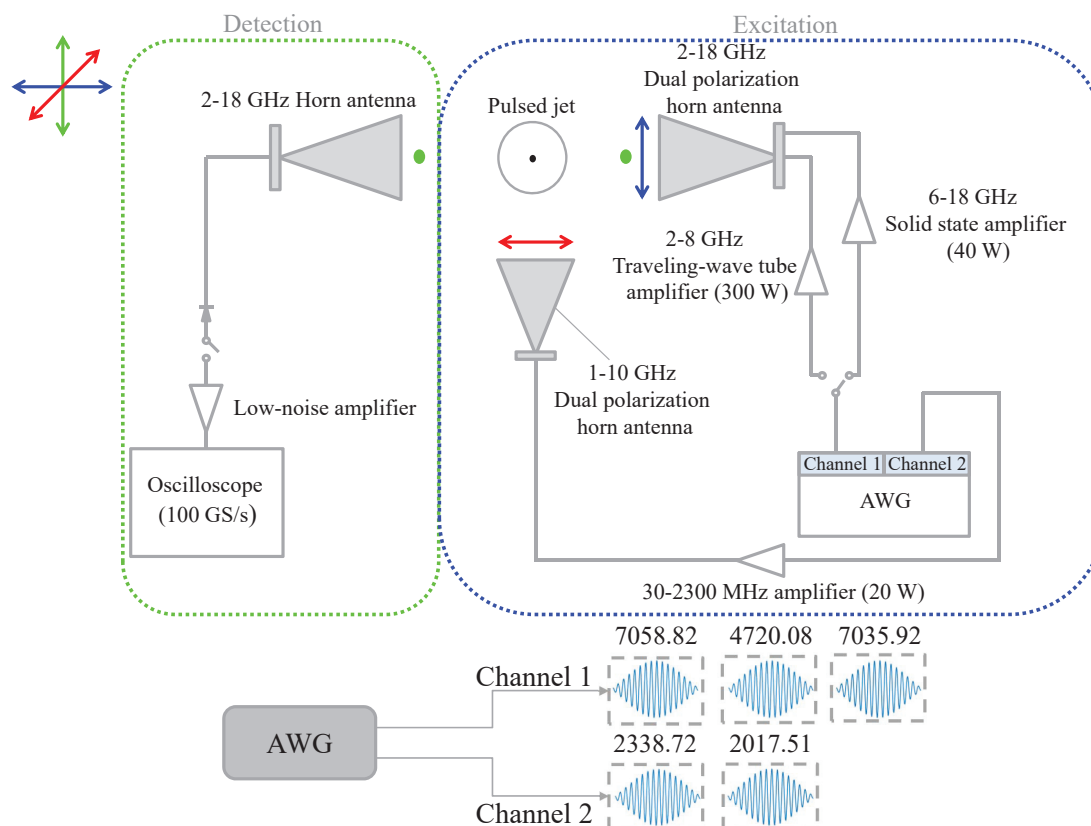 Detection
Excitation
2-18 GHz Horn antenna
Pulsed jet
2-18 GHz
Dual polarization
horn antenna
6-18 GHz
Solid state amplifier
(40 W)
2-8 GHz
Traveling-wave tube
amplifier (300 W)
1-10 GHz
Dual polarization
horn antenna
Low-noise amplifier
Oscilloscope
(100 GS/s)
Channel 1
Channel 2
AWG
30-2300 MHz amplifier (20 W)
7058.82
4720.08
7035.92
Channel 1
AWG
2338.72
2017.51
Channel 2